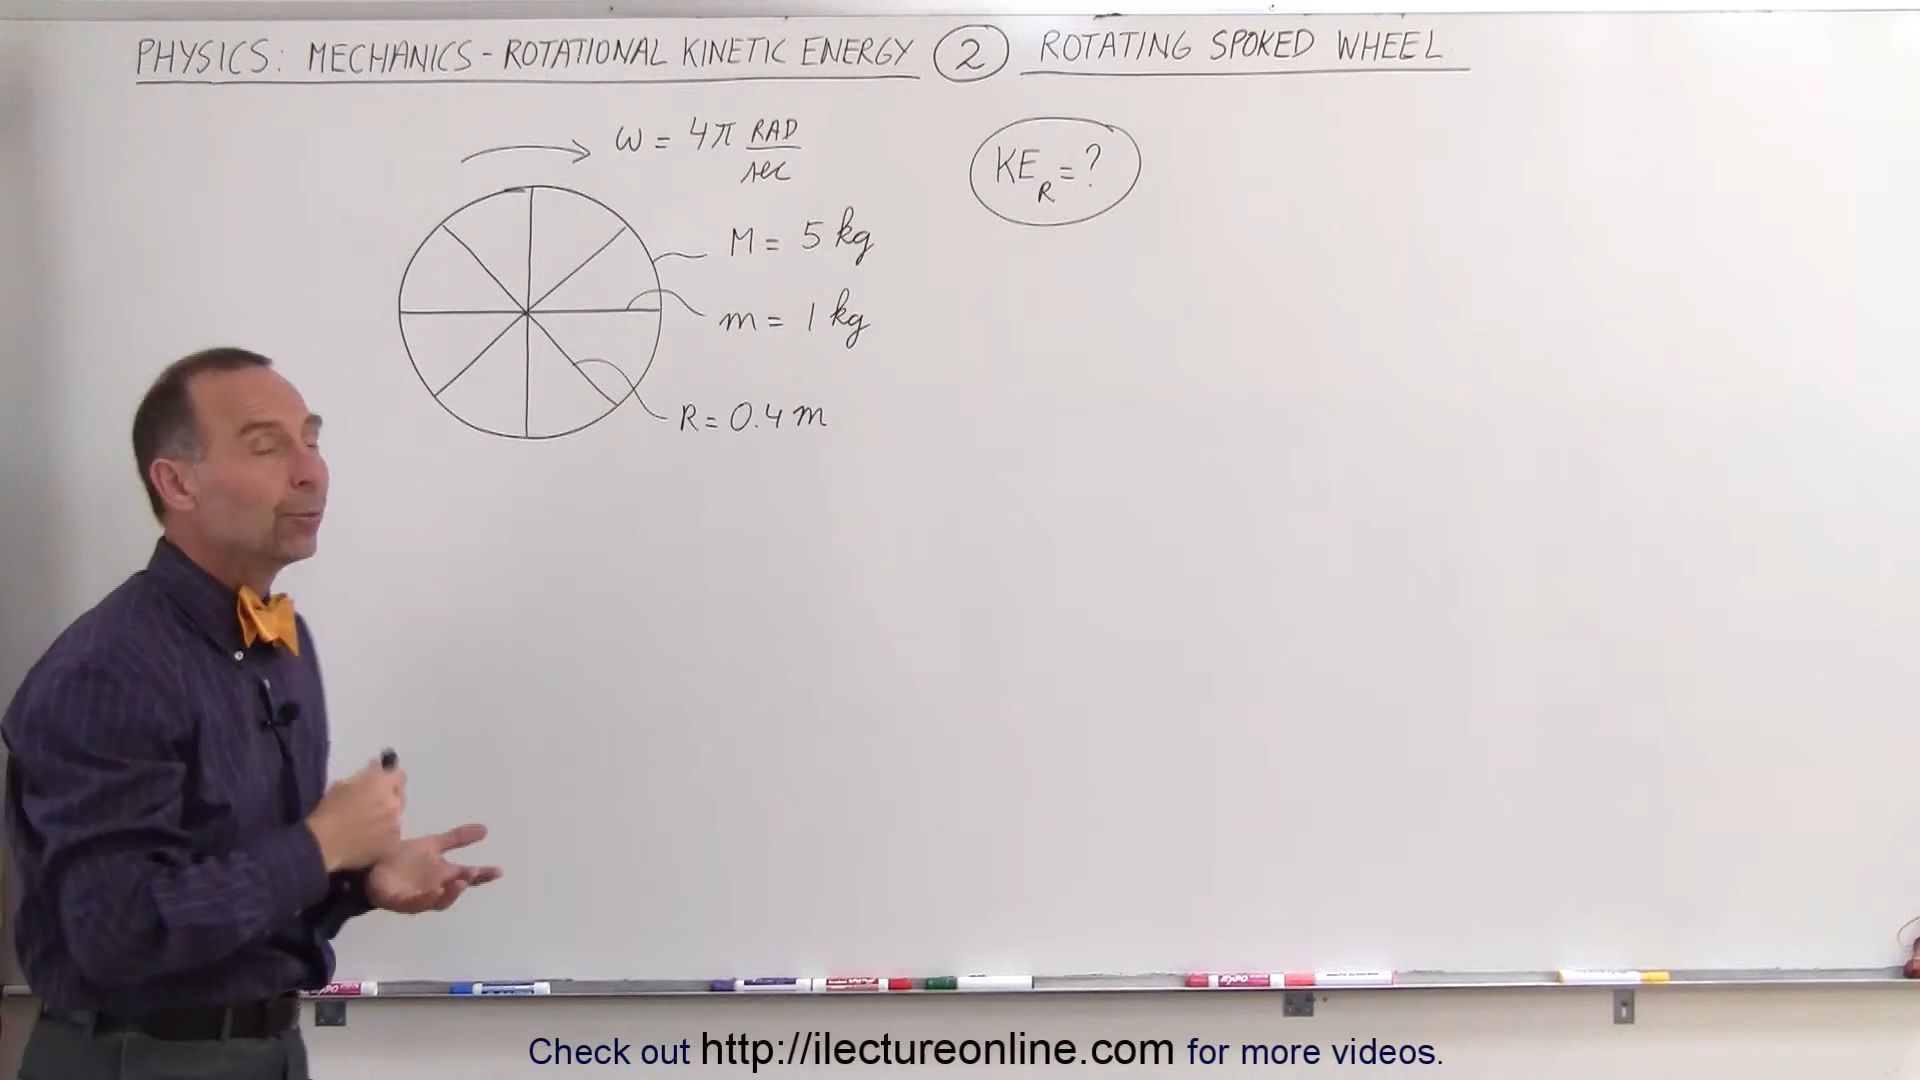 PHYSICS: MECHANICS - ROTATIONAL KINETIC ENERGY 2 ROTATING SPOKED WHEEL
ω = 4π RAD/sec
KE_R = ?
M = 5 kg
m = 1 kg
R = 0.4 m
Check out http://ilectureonline.com for more videos.